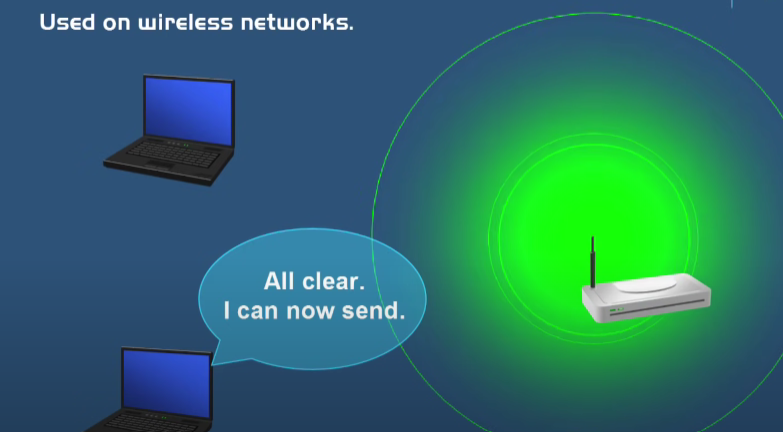 Used on wireless networks.
All clear.
I can now send.